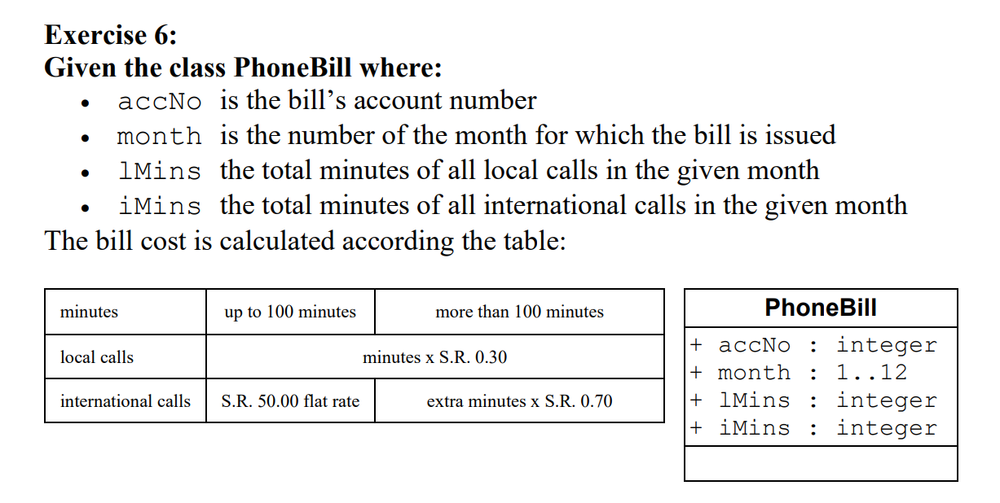 Exercise 6:
Given the class PhoneBill where:
• accNo is the bill’s account number
• month is the number of the month for which the bill is issued
• lMins the total minutes of all local calls in the given month
• iMins the total minutes of all international calls in the given month
The bill cost is calculated according the table:
minutes up to 100 minutes more than 100 minutes
local calls minutes x S.R. 0.30
international calls S.R. 50.00 flat rate extra minutes x S.R. 0.70
PhoneBill
+ accNo : integer
+ month : 1..12
+ lMins : integer
+ iMins : integer